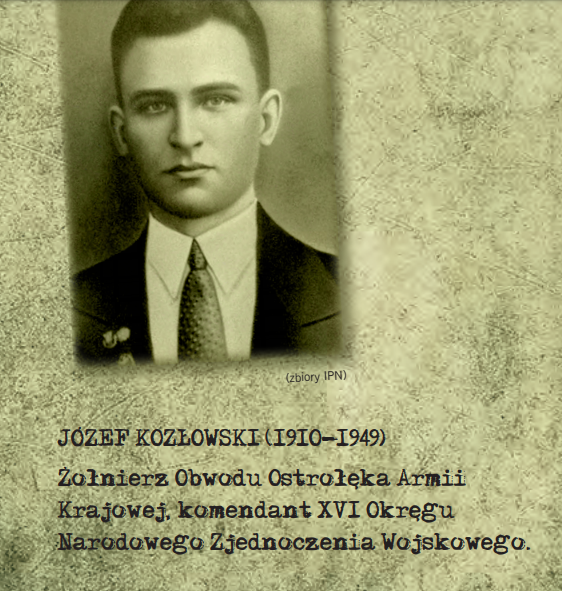 (zbiory IPN)
JÓZEF KOZŁOWSKI (1910–1949)
Żołnierz Obwodu Ostrołęka Armii
Krajowej, komendant XVI Okręgu
Narodowego Zjednoczenia Wojskowego.